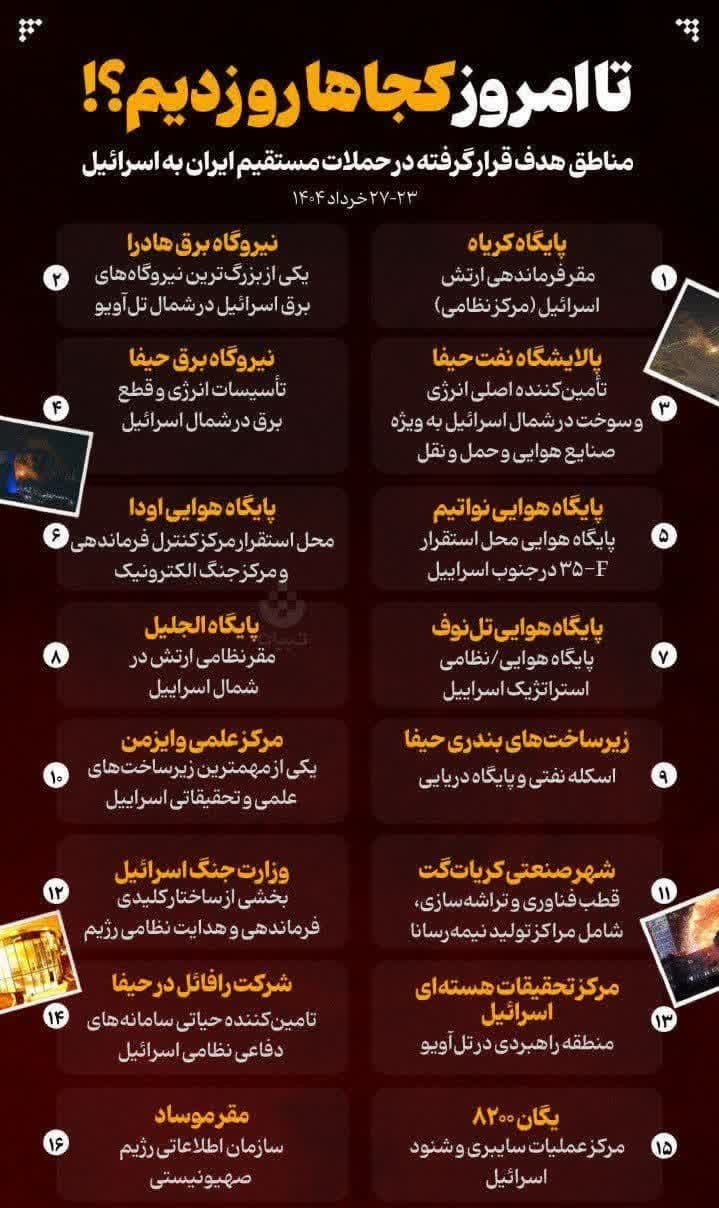 تا امروز کجاها رو زدیم؟!
مناطق هدف قرار گرفته در حملات مستقیم ایران به اسرائیل
۲۳-۲۷ خرداد ۱۴۰۴
۱
پایگاه کریاه
مقر فرماندهی ارتش
اسرائیل (مرکز نظامی)
۲
نیروگاه برق هادرا
یکی از بزرگ‌ترین نیروگاه‌های
برق اسرائیل در شمال تل‌آویو
۳
پالایشگاه نفت حیفا
تأمین‌کننده اصلی انرژی
و سوخت در شمال اسرائیل به ویژه
صنایع هوایی و حمل و نقل
۴
نیروگاه برق حیفا
تأسیسات انرژی و قطع
برق در شمال اسرائیل
۵
پایگاه هوایی نواتیم
پایگاه هوایی محل استقرار
F-۳۵ در جنوب اسراییل
۶
پایگاه هوایی اودا
محل استقرار مرکز کنترل فرماندهی
و مرکز جنگ الکترونیک
۷
پایگاه هوایی تل‌نوف
پایگاه هوایی/نظامی
استراتژیک اسراییل
۸
پایگاه الجلیل
مقر نظامی ارتش در
شمال اسراییل
تبیان
۹
زیرساخت‌های بندری حیفا
اسکله نفتی و پایگاه دریایی
۱۰
مرکز علمی وایزمن
یکی از مهمترین زیرساخت‌های
علمی و تحقیقاتی اسراییل
۱۱
شهر صنعتی کریات‌گت
قطب فناوری و تراشه‌سازی،
شامل مراکز تولید نیمه‌رسانا
۱۲
وزارت جنگ اسرائیل
بخشی از ساختار کلیدی
فرماندهی و هدایت نظامی رژیم
۱۳
مرکز تحقیقات هسته‌ای
اسرائیل
منطقه راهبردی در تل‌آویو
۱۴
شرکت رافائل در حیفا
تامین‌کننده حیاتی سامانه‌های
دفاعی نظامی اسرائیل
۱۵
یگان ۸۲۰۰
مرکز عملیات سایبری و شنود
اسرائیل
۱۶
مقر موساد
سازمان اطلاعاتی رژیم
صهیونیستی